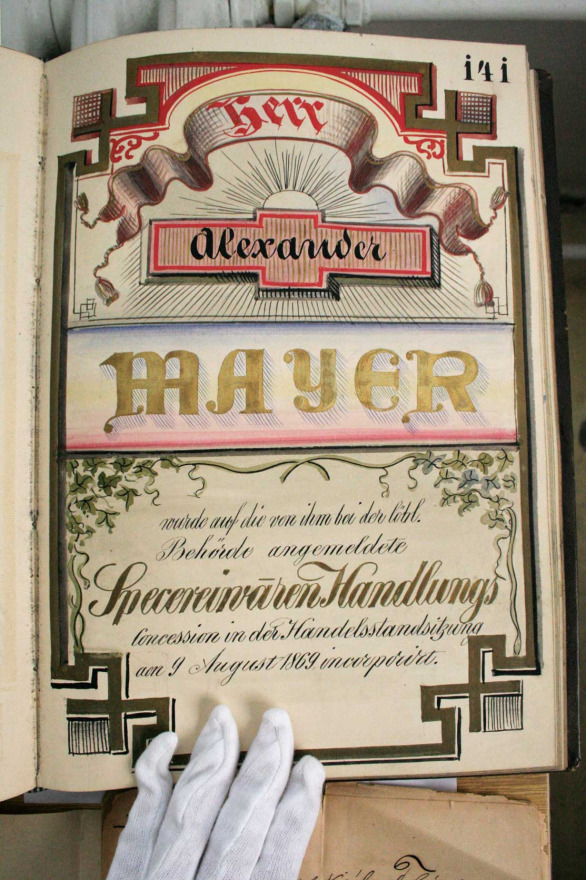 141
Herr
Alexander
MAYER
wurde auf die von ihm bei der löbl.
Behörde angemeldete
Specereiwāren Handlungs
Concession in der Handelsstandsitzung
am 9 August 1869 incorporirt.